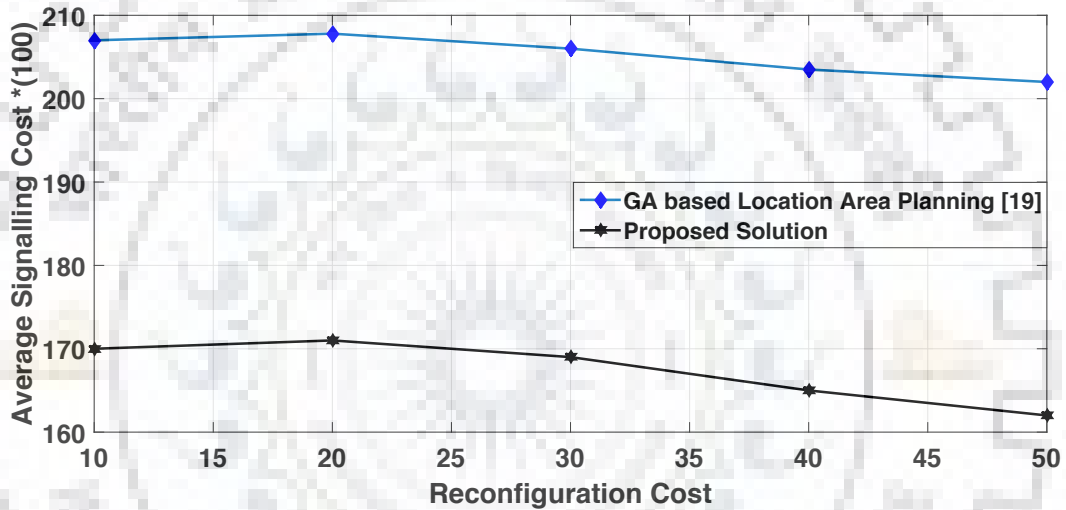 Average Signalling Cost *(100)
210
200
190
180
170
160
GA based Location Area Planning [19]
Proposed Solution
10 15 20 25 30 35 40 45 50
Reconfiguration Cost